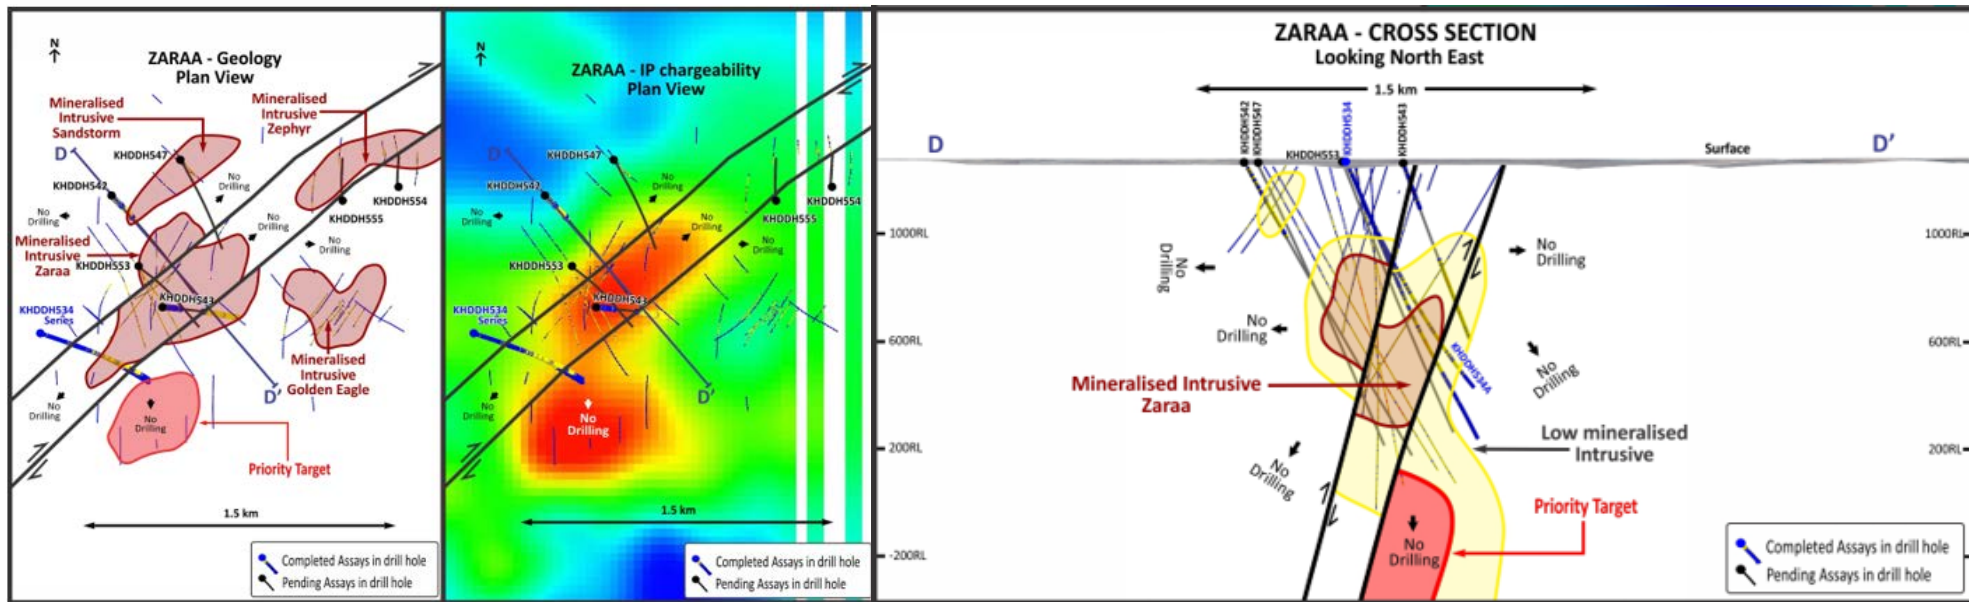 N
ZARAA - Geology
Plan View
Mineralised
Intrusive
Sandstorm
Mineralised
Intrusive
Zephyr
D
KHDDH547
KHDDH542
No
Drilling
No
Drilling
KHDDH554
KHDDH555
No
Drilling
No
Drilling
Mineralised
Intrusive
Zaraa
KHDDH553
KHDDH543
KHDDH534
Series
Mineralised
Intrusive
Golden Eagle
D'
No
Drilling
No
Drilling
Priority Target
1.5 km
Completed Assays in drill hole
Pending Assays in drill hole
N
ZARAA - IP chargeability
Plan View
D
KHDDH547
KHDDH542
No
Drilling
No
Drilling
KHDDH554
KHDDH555
No
Drilling
No
Drilling
KHDDH553
KHDDH543
KHDDH534
Series
D'
No
Drilling
No
Drilling
1.5 km
Completed Assays in drill hole
Pending Assays in drill hole
ZARAA - CROSS SECTION
Looking North East
1.5 km
KHDDH542
KHDDH547
KHDDH534
KHDDH543
KHDDH553
D
Surface
D'
1000RL
1000RL
No
Drilling
No
Drilling
No
Drilling
600RL
600RL
No
Drilling
KHDDH534A
Mineralised Intrusive
Zaraa
Low mineralised
Intrusive
200RL
200RL
No
Drilling
Priority Target
No
Drilling
-200RL
Completed Assays in drill hole
Pending Assays in drill hole